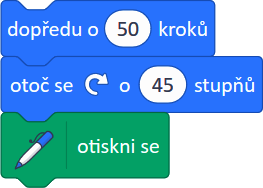 dopředu o 50 kroků
otoč se o 45 stupňů
otiskni se